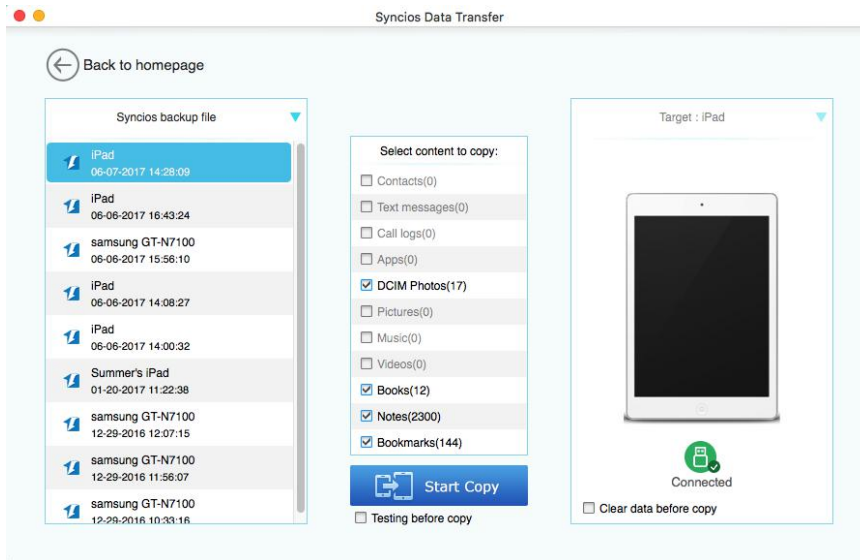 Syncios Data Transfer
Back to homepage
Syncios backup file
iPad
06-07-2017 14:28:09
iPad
06-06-2017 16:43:24
samsung GT-N7100
06-06-2017 15:56:10
iPad
06-06-2017 14:08:27
iPad
06-06-2017 14:00:32
Summer's iPad
01-20-2017 11:22:38
samsung GT-N7100
12-29-2016 12:07:15
samsung GT-N7100
12-29-2016 11:56:07
samsung GT-N7100
12-29-2016 10:33:16
Select content to copy:
Contacts(0)
Text messages(0)
Call logs(0)
Apps(0)
DCIM Photos(17)
Pictures(0)
Music(0)
Videos(0)
Books(12)
Notes(2300)
Bookmarks(144)
Start Copy
Testing before copy
Target : iPad
Connected
Clear data before copy